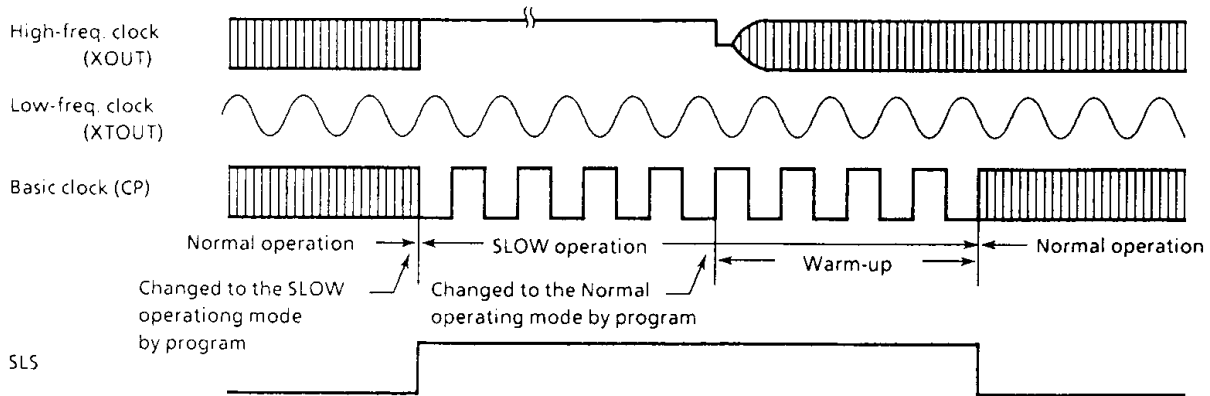 High-freq. clock
(XOUT)
Low-freq. clock
(XTOUT)
Basic clock (CP)
Normal operation
SLOW operation
Normal operation
Warm-up
Changed to the SLOW
operationg mode
by program
Changed to the Normal
operating mode by program
SLS